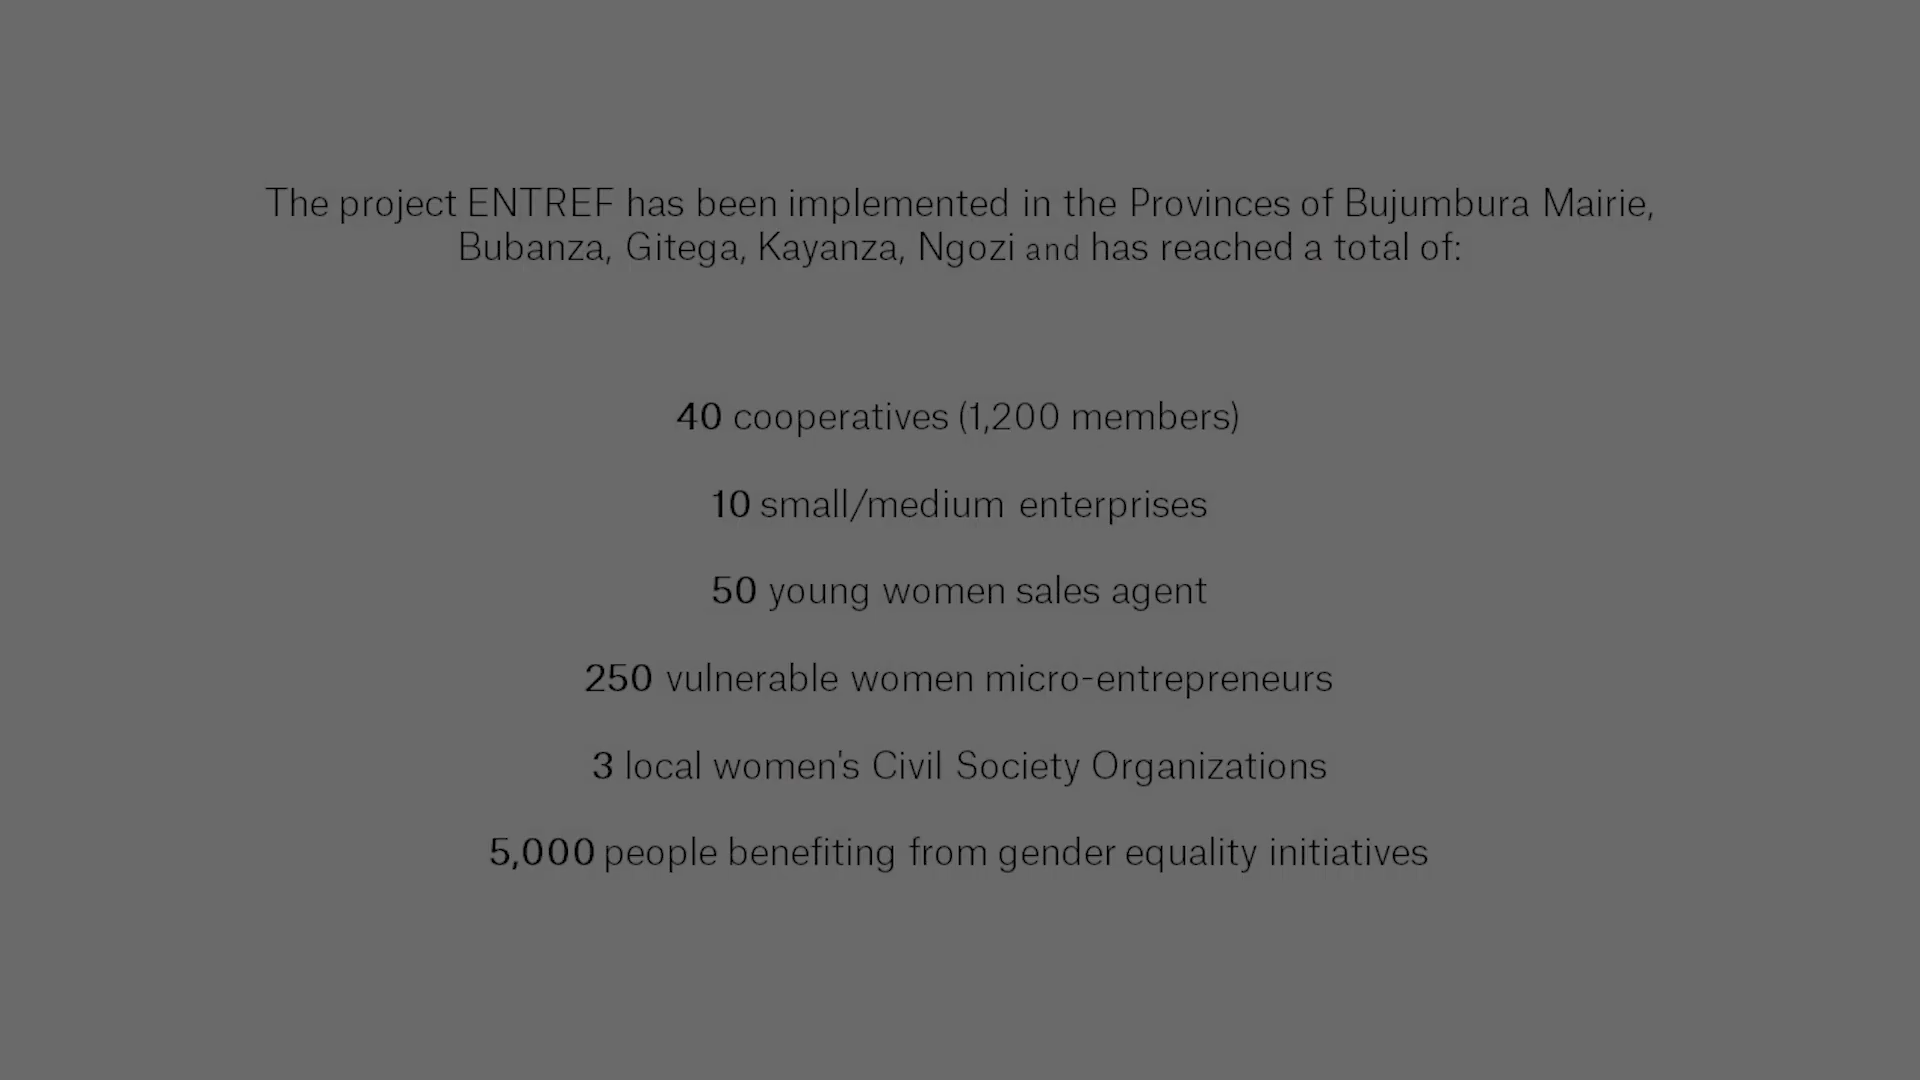 The project ENTREF has been implemented in the Provinces of Bujumbura Mairie,
Bubanza, Gitega, Kayanza, Ngozi and has reached a total of:
40 cooperatives (1,200 members)
10 small/medium enterprises
50 young women sales agent
250 vulnerable women micro-entrepreneurs
3 local women's Civil Society Organizations
5,000 people benefiting from gender equality initiatives